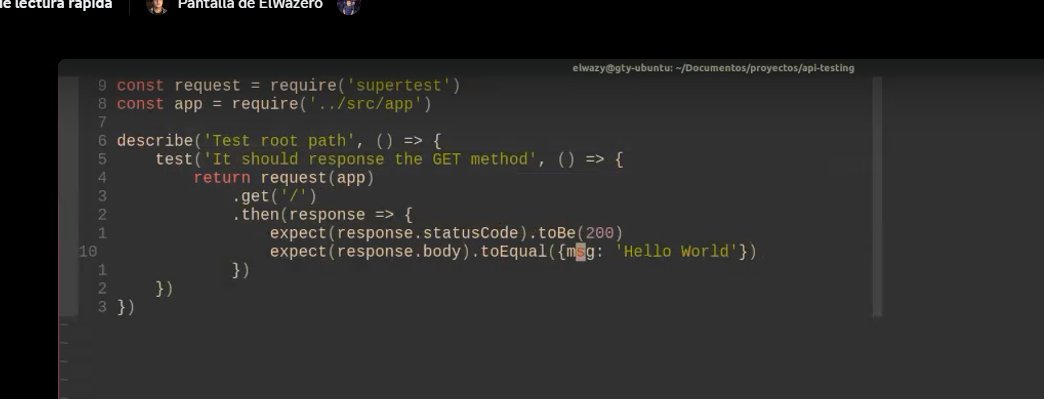 de lectura rápida
Pantalla de ElWazero
elwazy@gty-ubuntu: ~/Documentos/proyectos/api-testing
9 const request = require('supertest')
8 const app = require('../src/app')
7
6 describe('Test root path', () => {
5     test('It should response the GET method', () => {
4         return request(app)
3             .get('/')
2             .then(response => {
1                 expect(response.statusCode).toBe(200)
10                 expect(response.body).toEqual({msg: 'Hello World'})
1             })
2     })
3 })
~
~
~
~
~